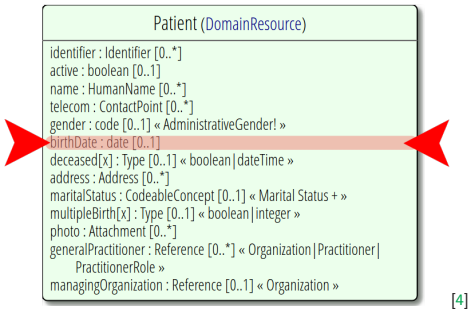 Patient (DomainResource)
identifier : Identifier [0..*]
active : boolean [0..1]
name : HumanName [0..*]
telecom : ContactPoint [0..*]
gender : code [0..1] « AdministrativeGender! »
birthDate : date [0..1]
deceased[x] : Type [0..1] « boolean|dateTime »
address : Address [0..*]
maritalStatus : CodeableConcept [0..1] « Marital Status + »
multipleBirth[x] : Type [0..1] « boolean|integer »
photo : Attachment [0..*]
generalPractitioner : Reference [0..*] « Organization|Practitioner|
PractitionerRole »
managingOrganization : Reference [0..1] « Organization »
[4]